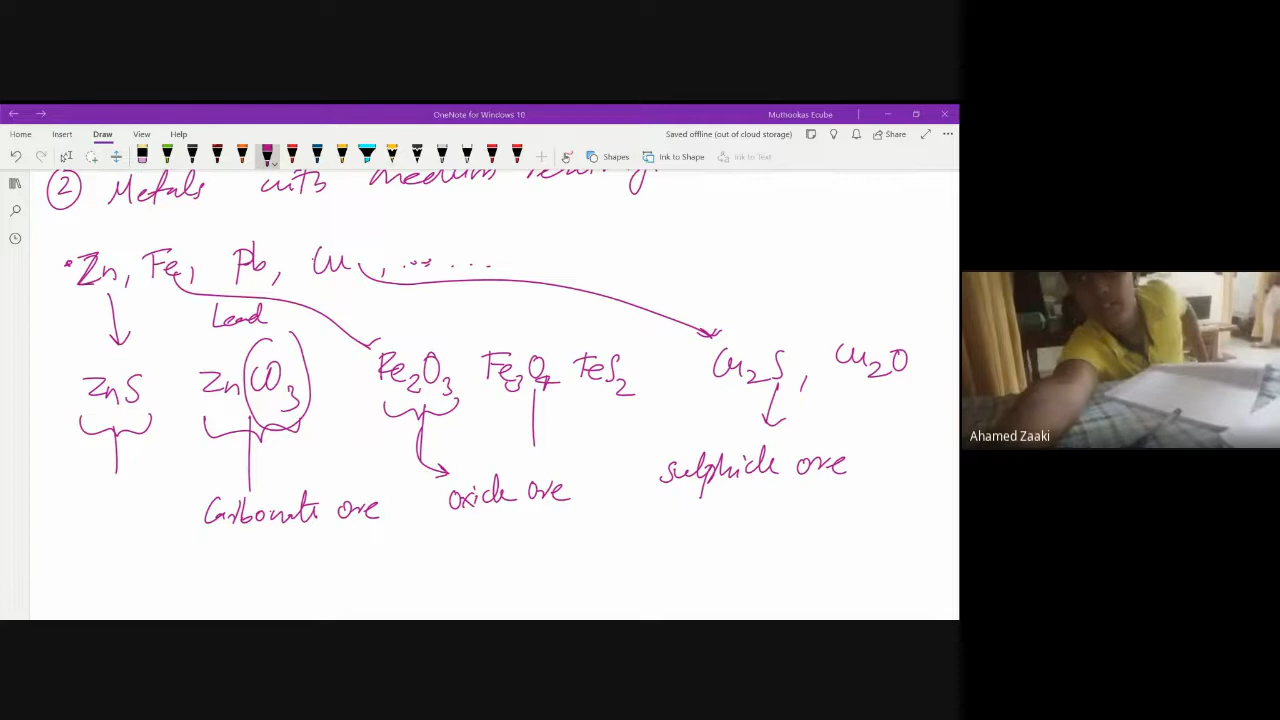 OneNote for Windows 10
Muthookas Ecube
Home Insert Draw View Help
Saved offline (out of cloud storage) Share
Shapes Ink to Shape Ink to Text
② Metals with medium
Zn, Fe, Pb, Cu, ... ...
Lead
ZnS ZnCO3 Fe2O3 Fe3O4 FeS2 Cu2S, Cu2O
Carbonate ore oxide ore sulphide ore
Ahamed Zaaki